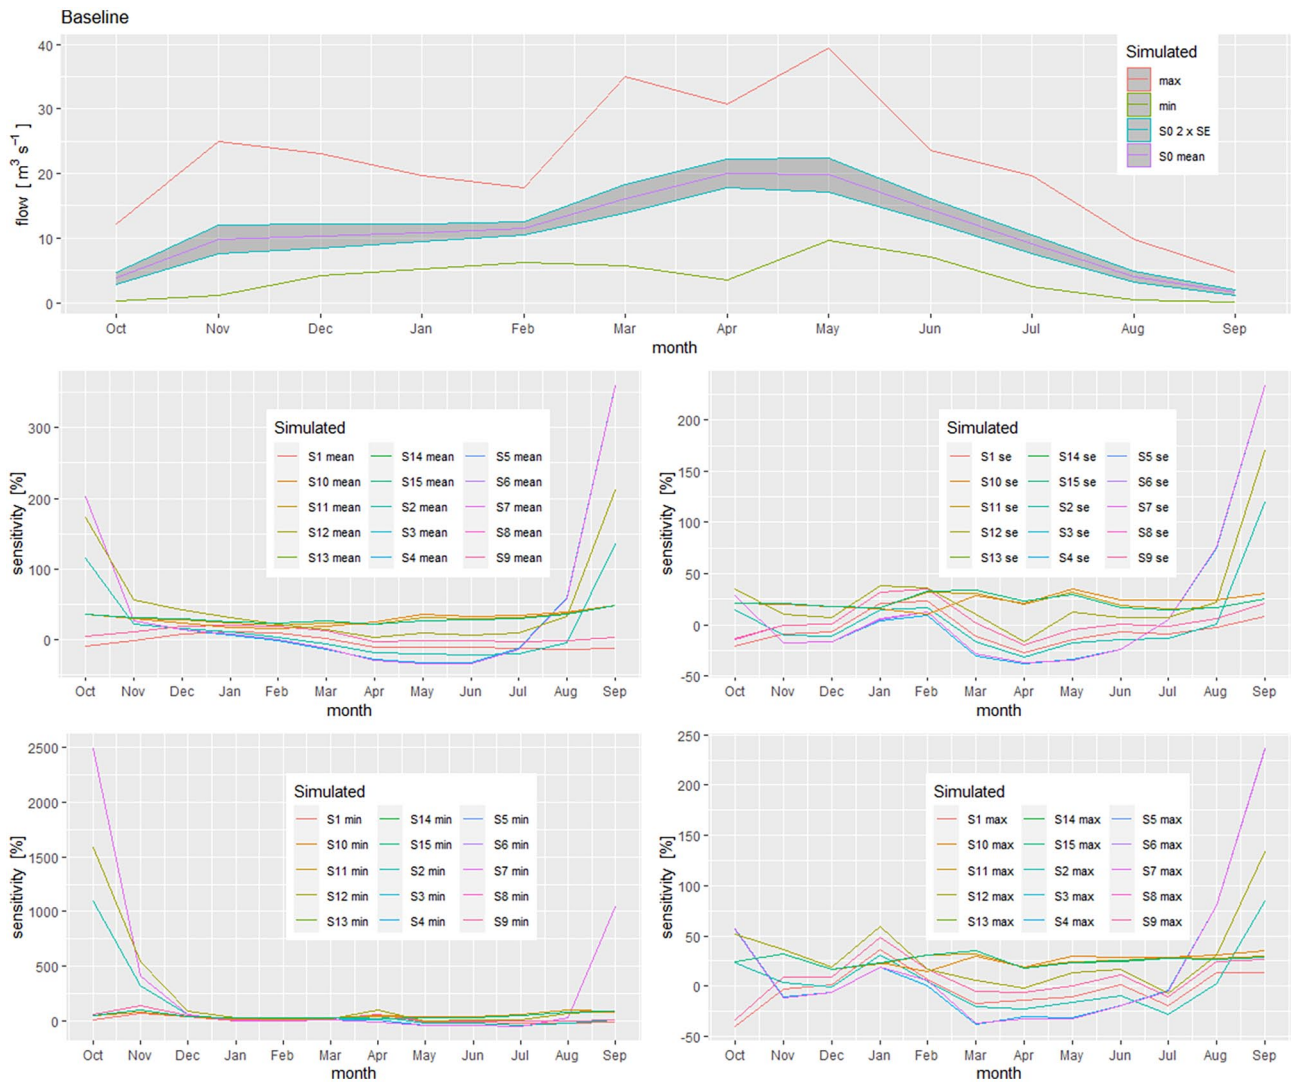 Baseline
flow [ m³ s⁻¹ ]
40
30
20
10
0
Simulated
max
min
S0 2 x SE
S0 mean
Oct Nov Dec Jan Feb Mar Apr May Jun Jul Aug Sep
month
sensitivity [%]
300
200
100
0
Simulated
S1 mean S14 mean S5 mean
S10 mean S15 mean S6 mean
S11 mean S2 mean S7 mean
S12 mean S3 mean S8 mean
S13 mean S4 mean S9 mean
Oct Nov Dec Jan Feb Mar Apr May Jun Jul Aug Sep
month
sensitivity [%]
200
150
100
50
0
-50
Simulated
S1 se S14 se S5 se
S10 se S15 se S6 se
S11 se S2 se S7 se
S12 se S3 se S8 se
S13 se S4 se S9 se
Oct Nov Dec Jan Feb Mar Apr May Jun Jul Aug Sep
month
sensitivity [%]
2500
2000
1500
1000
500
0
Simulated
S1 min S14 min S5 min
S10 min S15 min S6 min
S11 min S2 min S7 min
S12 min S3 min S8 min
S13 min S4 min S9 min
Oct Nov Dec Jan Feb Mar Apr May Jun Jul Aug Sep
month
sensitivity [%]
250
200
150
100
50
0
-50
Simulated
S1 max S14 max S5 max
S10 max S15 max S6 max
S11 max S2 max S7 max
S12 max S3 max S8 max
S13 max S4 max S9 max
Oct Nov Dec Jan Feb Mar Apr May Jun Jul Aug Sep
month